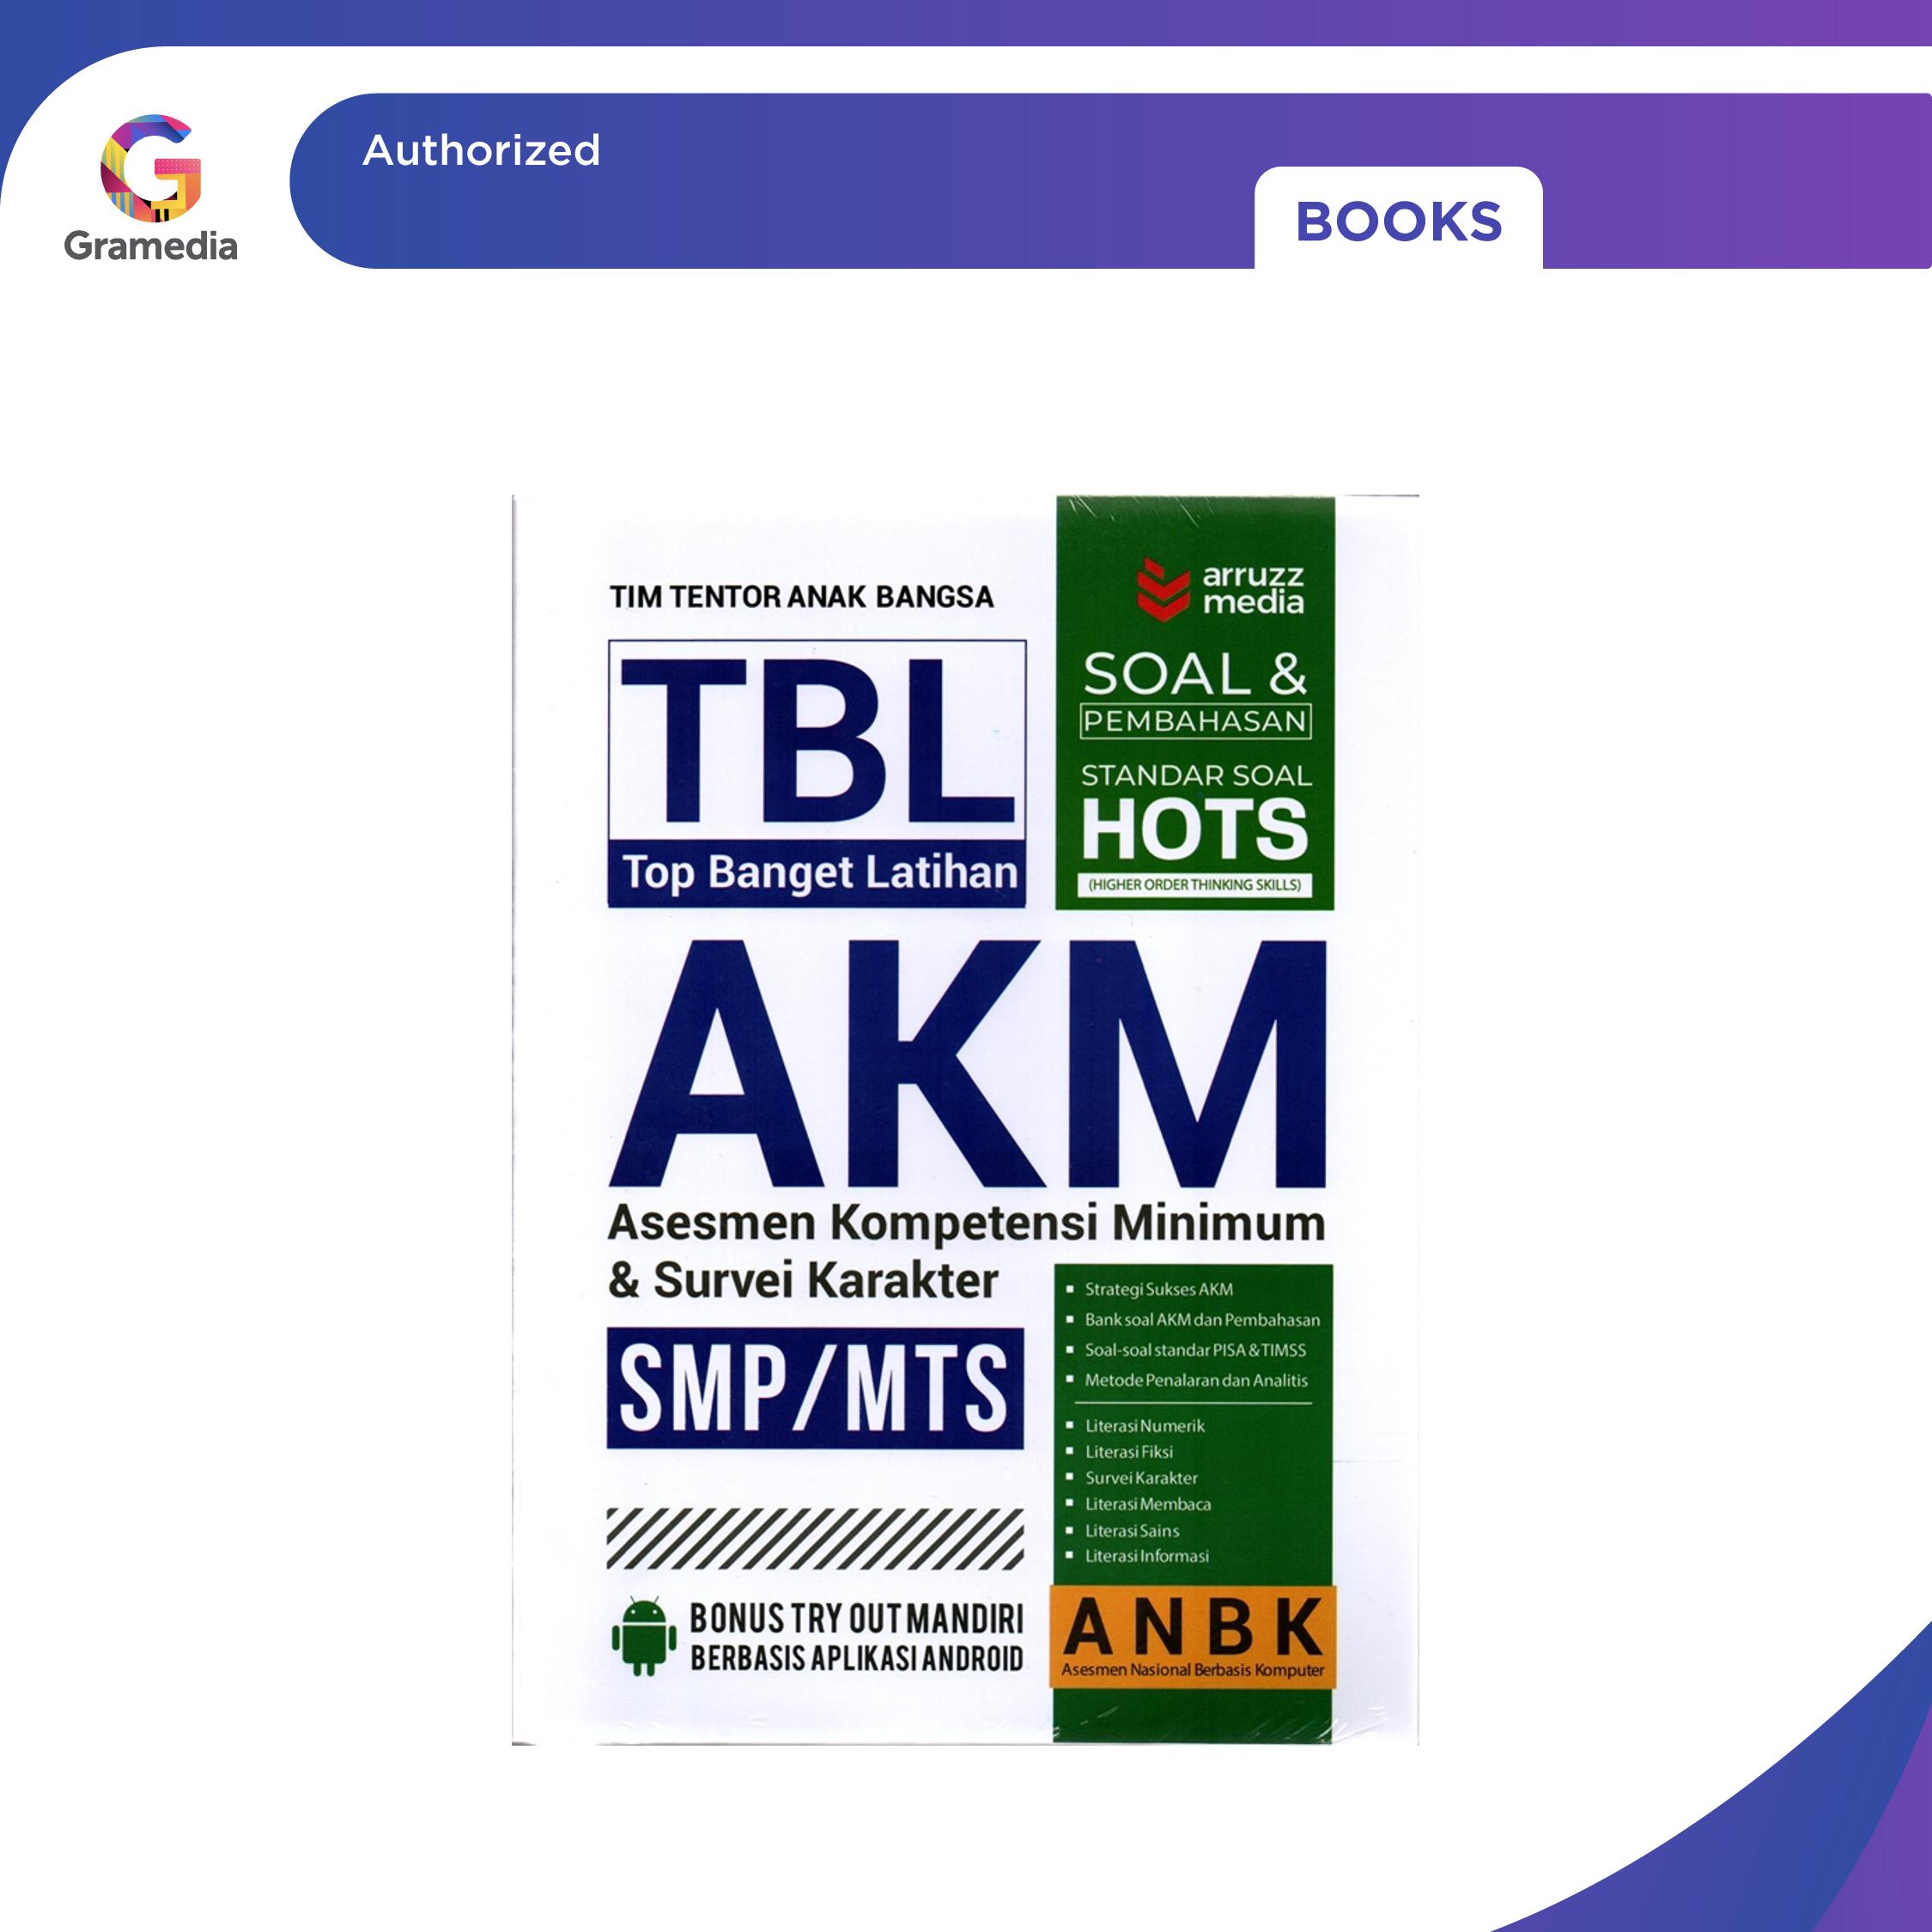 Gramedia
Authorized
BOOKS
TIM TENTOR ANAK BANGSA
TBL
Top Banget Latihan
arruzz
media
SOAL &
PEMBAHASAN
STANDAR SOAL
HOTS
(HIGHER ORDER THINKING SKILLS)
AKM
Asesmen Kompetensi Minimum
& Survei Karakter
SMP/MTS
Strategi Sukses AKM
Bank soal AKM dan Pembahasan
Soal-soal standar PISA & TIMSS
Metode Penalaran dan Analitis
Literasi Numerik
Literasi Fiksi
Survei Karakter
Literasi Membaca
Literasi Sains
Literasi Informasi
BONUS TRY OUT MANDIRI
BERBASIS APLIKASI ANDROID
ANBK
Asesmen Nasional Berbasis Komputer